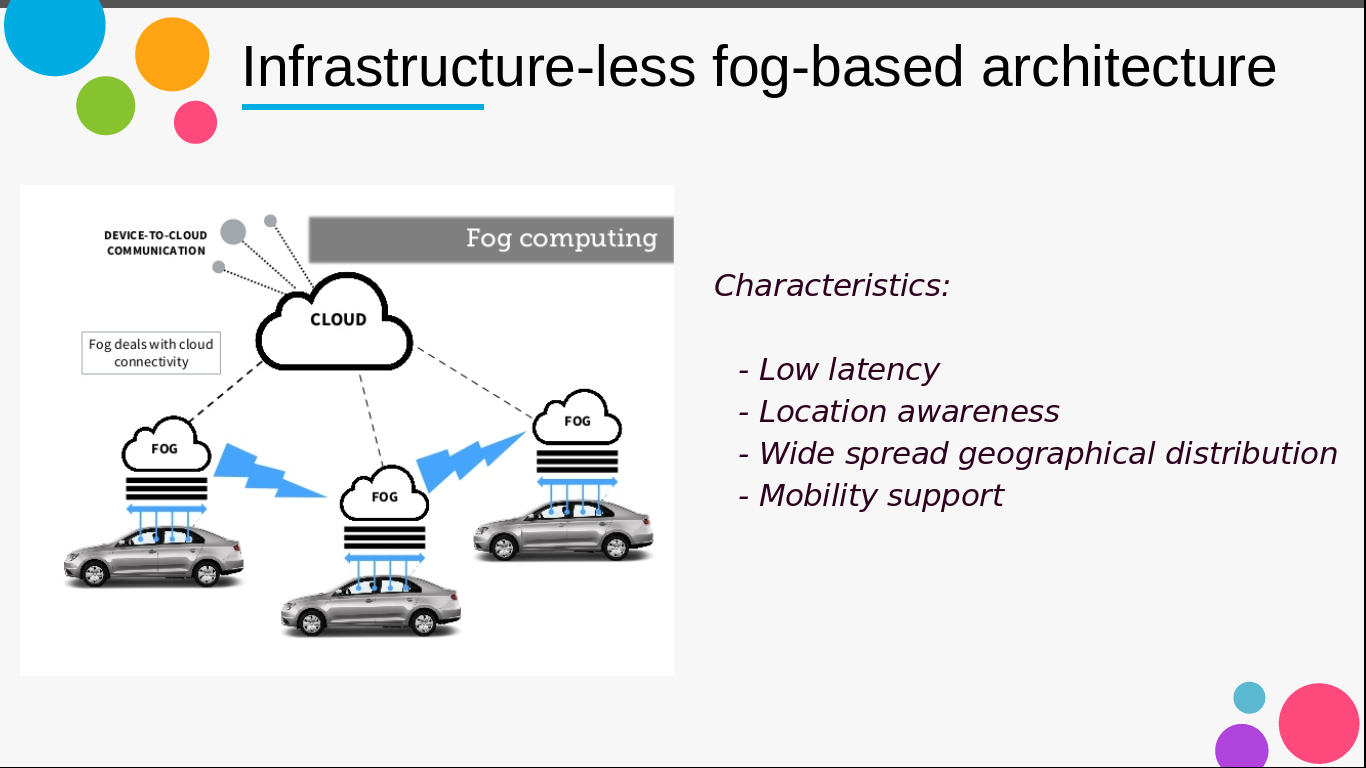 Infrastructure-less fog-based architecture
DEVICE-TO-CLOUD
COMMUNICATION
Fog computing
CLOUD
Fog deals with cloud
connectivity
FOG
FOG
FOG
Characteristics:
- Low latency
- Location awareness
- Wide spread geographical distribution
- Mobility support